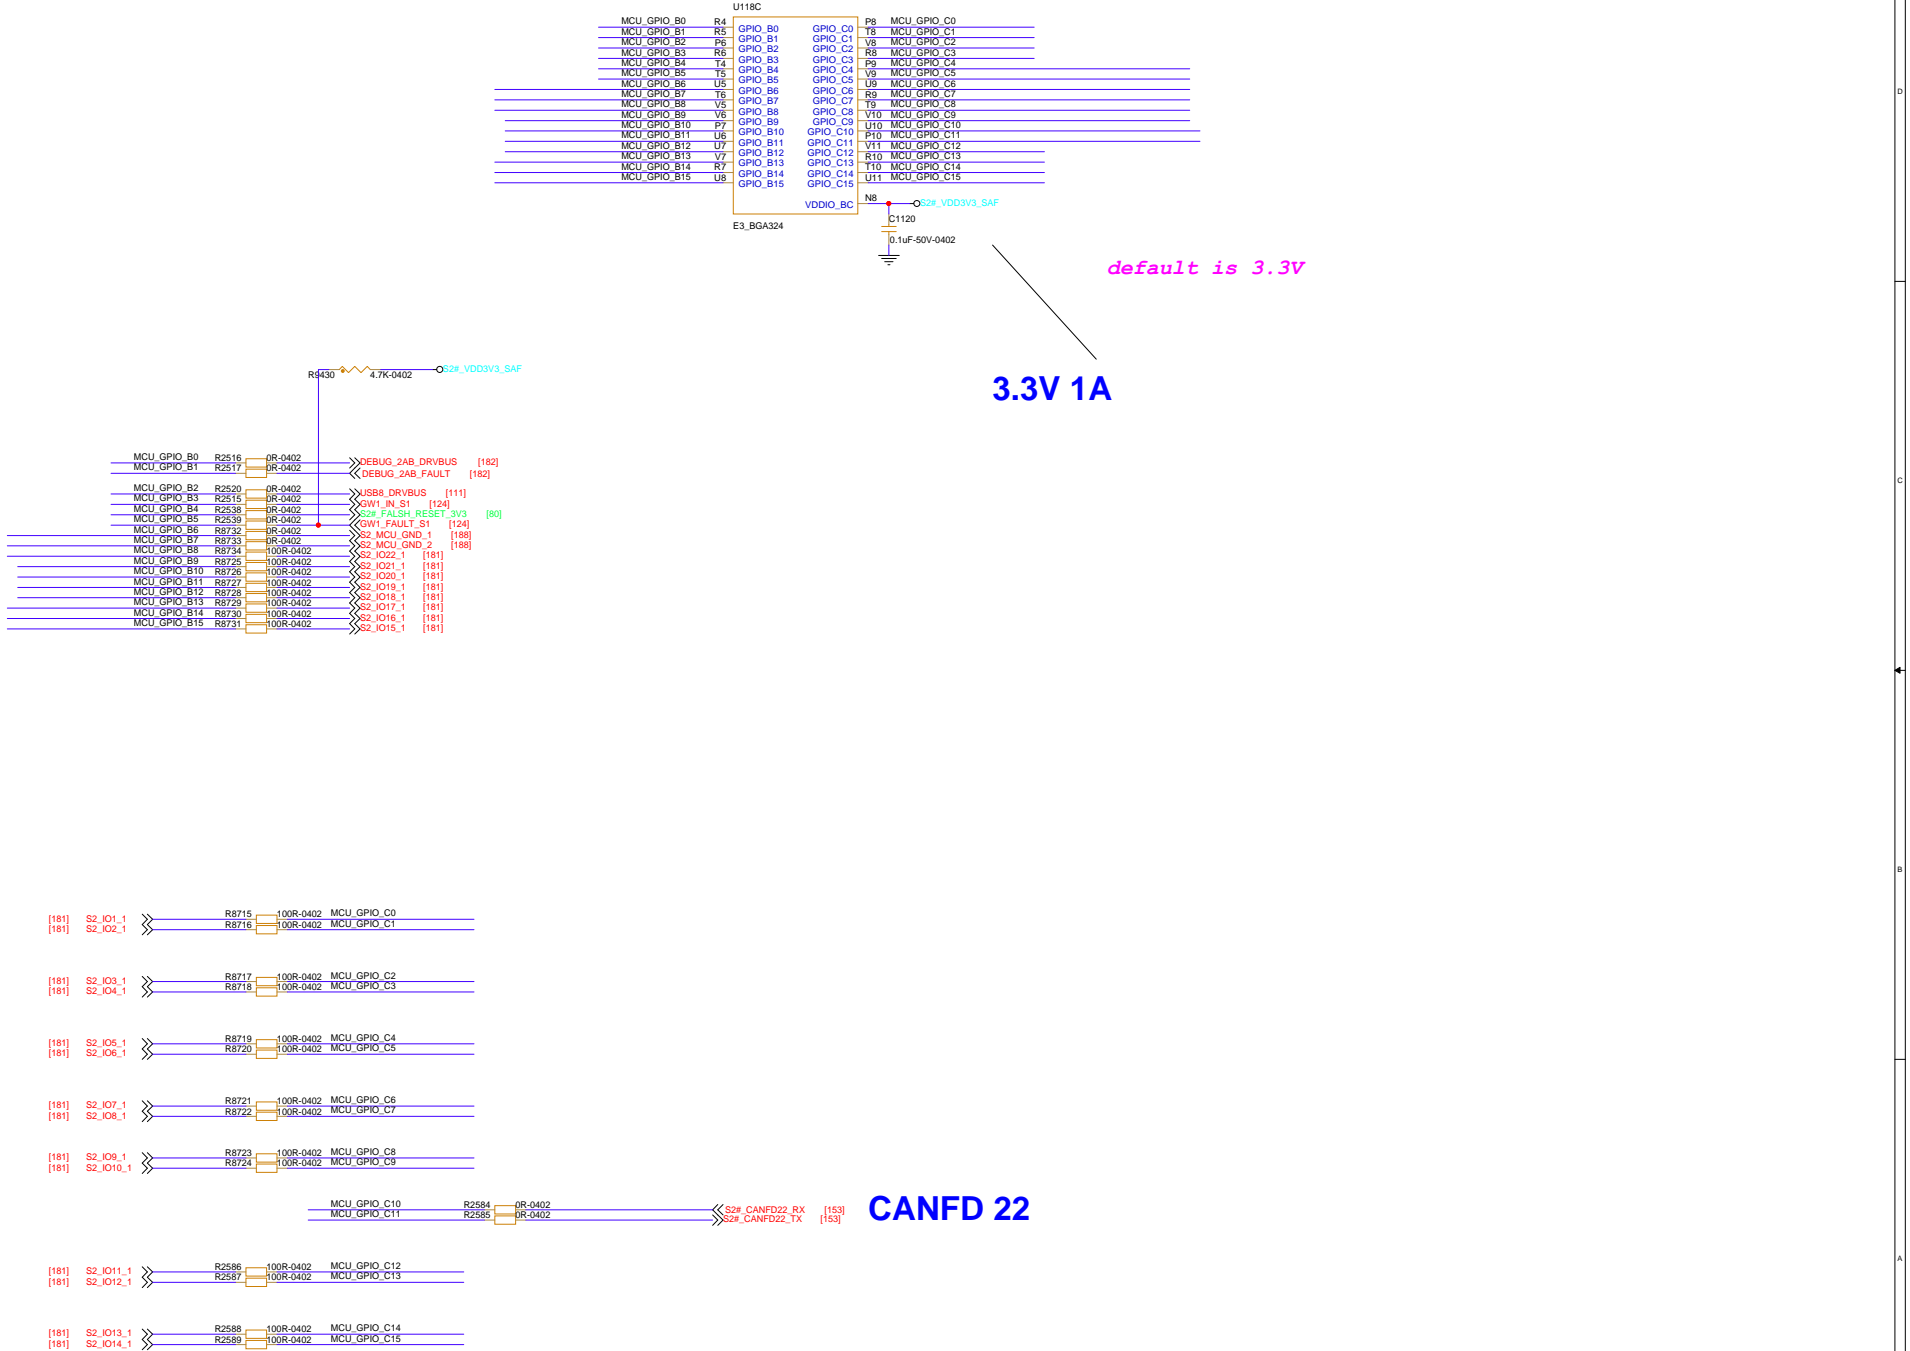 U118C
MCU_GPIO_B0 R4 GPIO_B0 GPIO_C0 P8 MCU_GPIO_C0
MCU_GPIO_B1 R5 GPIO_B1 GPIO_C1 T8 MCU_GPIO_C1
MCU_GPIO_B2 P6 GPIO_B2 GPIO_C2 V8 MCU_GPIO_C2
MCU_GPIO_B3 R6 GPIO_B3 GPIO_C3 R8 MCU_GPIO_C3
MCU_GPIO_B4 T4 GPIO_B4 GPIO_C4 P9 MCU_GPIO_C4
MCU_GPIO_B5 T5 GPIO_B5 GPIO_C5 V9 MCU_GPIO_C5
MCU_GPIO_B6 U5 GPIO_B6 GPIO_C6 U9 MCU_GPIO_C6
MCU_GPIO_B7 T6 GPIO_B7 GPIO_C7 R9 MCU_GPIO_C7
MCU_GPIO_B8 V5 GPIO_B8 GPIO_C8 T9 MCU_GPIO_C8
MCU_GPIO_B9 V6 GPIO_B9 GPIO_C9 V10 MCU_GPIO_C9
MCU_GPIO_B10 P7 GPIO_B10 GPIO_C10 U10 MCU_GPIO_C10
MCU_GPIO_B11 U6 GPIO_B11 GPIO_C11 P10 MCU_GPIO_C11
MCU_GPIO_B12 U7 GPIO_B12 GPIO_C12 V11 MCU_GPIO_C12
MCU_GPIO_B13 V7 GPIO_B13 GPIO_C13 R10 MCU_GPIO_C13
MCU_GPIO_B14 R7 GPIO_B14 GPIO_C14 T10 MCU_GPIO_C14
MCU_GPIO_B15 U8 GPIO_B15 GPIO_C15 U11 MCU_GPIO_C15
VDDIO_BC N8 S2#_VDD3V3_SAF
C1120
E3_BGA324
0.1uF-50V-0402
default is 3.3V
D
3.3V 1A
R9430 4.7K-0402 S2#_VDD3V3_SAF
MCU_GPIO_B0 R2516 0R-0402 DEBUG_2AB_DRVBUS [182]
MCU_GPIO_B1 R2517 0R-0402 DEBUG_2AB_FAULT [182]
MCU_GPIO_B2 R2520 0R-0402 USB8_DRVBUS [111]
MCU_GPIO_B3 R2515 0R-0402 GW1_IN_S1 [124]
MCU_GPIO_B4 R2538 0R-0402 S2#_FALSH_RESET_3V3 [80]
MCU_GPIO_B5 R2539 0R-0402 GW1_FAULT_S1 [124]
MCU_GPIO_B6 R8732 0R-0402 S2_MCU_GND_1 [188]
MCU_GPIO_B7 R8733 0R-0402 S2_MCU_GND_2 [188]
MCU_GPIO_B8 R8734 100R-0402 S2_IO22_1 [181]
MCU_GPIO_B9 R8725 100R-0402 S2_IO21_1 [181]
MCU_GPIO_B10 R8726 100R-0402 S2_IO20_1 [181]
MCU_GPIO_B11 R8727 100R-0402 S2_IO19_1 [181]
MCU_GPIO_B12 R8728 100R-0402 S2_IO18_1 [181]
MCU_GPIO_B13 R8729 100R-0402 S2_IO17_1 [181]
MCU_GPIO_B14 R8730 100R-0402 S2_IO16_1 [181]
MCU_GPIO_B15 R8731 100R-0402 S2_IO15_1 [181]
C
B
[181] S2_IO1_1 R8715 100R-0402 MCU_GPIO_C0
[181] S2_IO2_1 R8716 100R-0402 MCU_GPIO_C1
[181] S2_IO3_1 R8717 100R-0402 MCU_GPIO_C2
[181] S2_IO4_1 R8718 100R-0402 MCU_GPIO_C3
[181] S2_IO5_1 R8719 100R-0402 MCU_GPIO_C4
[181] S2_IO6_1 R8720 100R-0402 MCU_GPIO_C5
[181] S2_IO7_1 R8721 100R-0402 MCU_GPIO_C6
[181] S2_IO8_1 R8722 100R-0402 MCU_GPIO_C7
[181] S2_IO9_1 R8723 100R-0402 MCU_GPIO_C8
[181] S2_IO10_1 R8724 100R-0402 MCU_GPIO_C9
MCU_GPIO_C10 R2584 0R-0402 S2#_CANFD22_RX [153]
MCU_GPIO_C11 R2585 0R-0402 S2#_CANFD22_TX [153]
CANFD 22
A
[181] S2_IO11_1 R2586 100R-0402 MCU_GPIO_C12
[181] S2_IO12_1 R2587 100R-0402 MCU_GPIO_C13
[181] S2_IO13_1 R2588 100R-0402 MCU_GPIO_C14
[181] S2_IO14_1 R2589 100R-0402 MCU_GPIO_C15